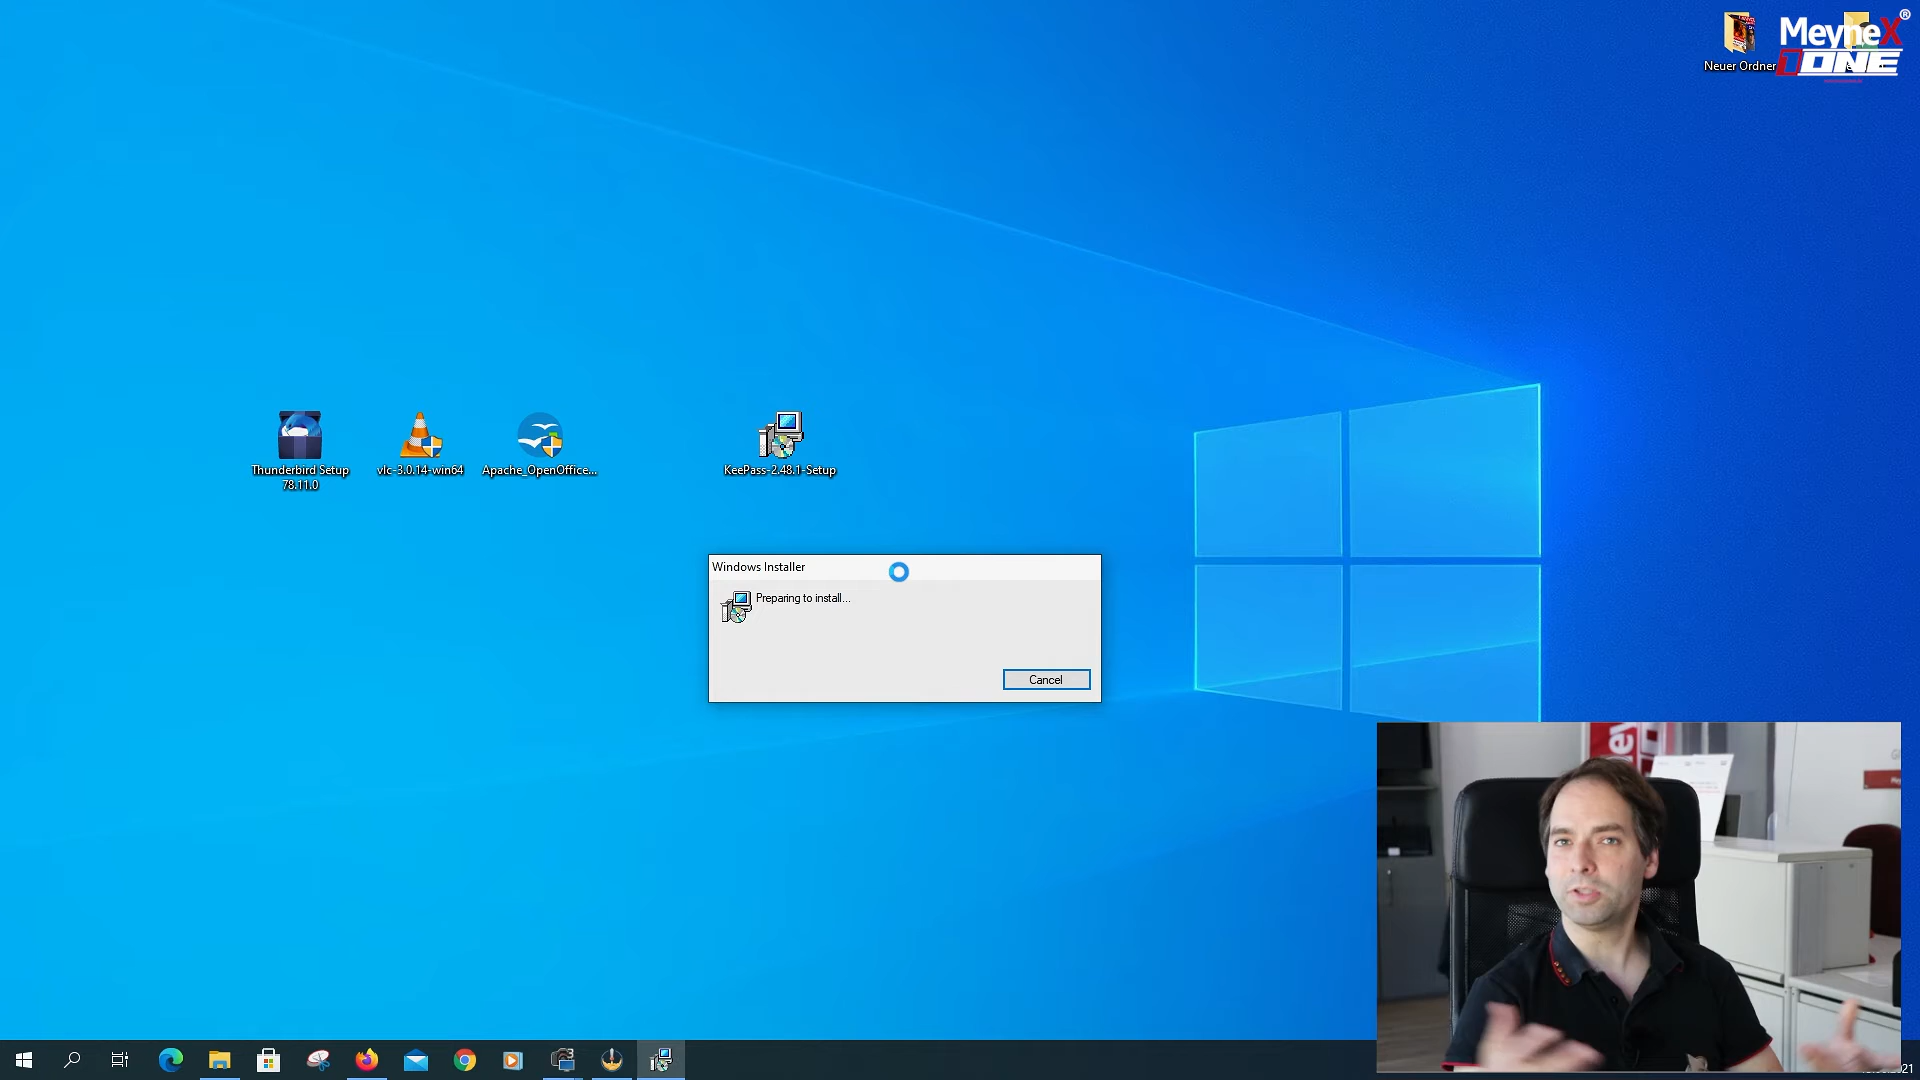 MeyneX®
1ONE
Neuer Ordner
Thunderbird Setup
78.11.0
vlc-3.0.14-win64
Apache_OpenOffice...
KeePass-2.48.1-Setup
Windows Installer
Preparing to install...
Cancel